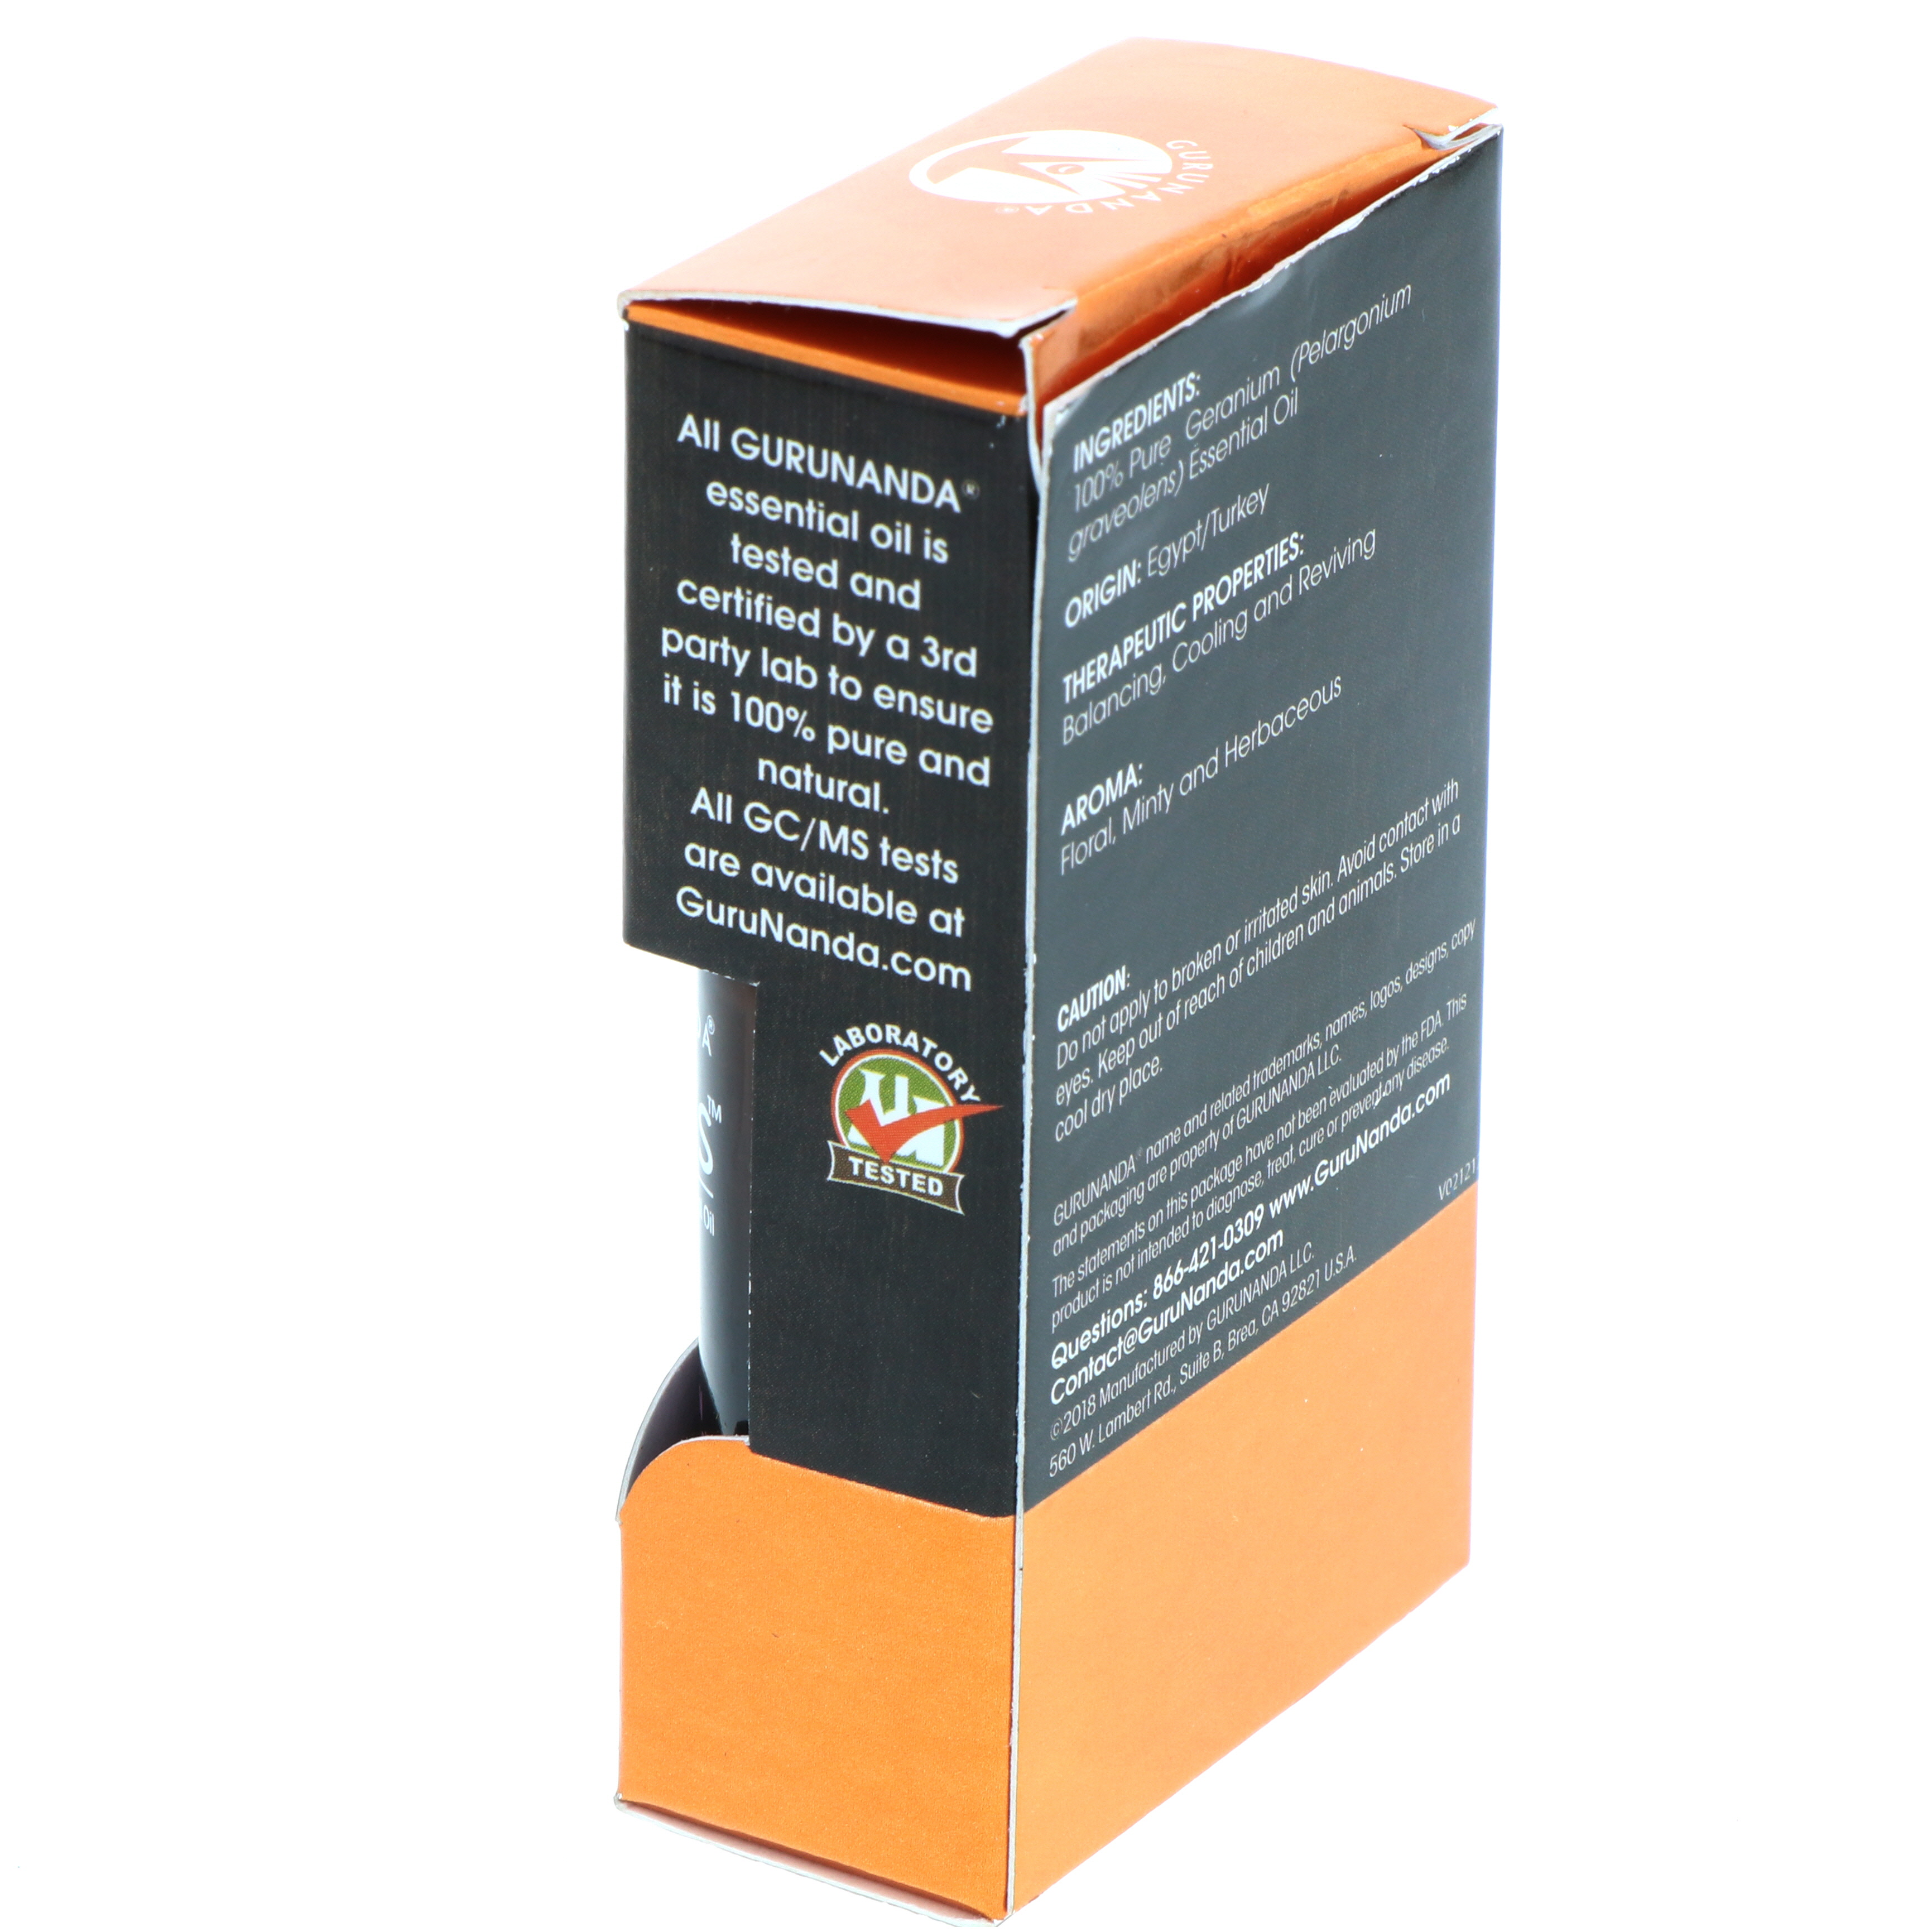 GURUNANDA®
All GURUNANDA®
essential oil is
tested and
certified by a 3rd
party lab to ensure
it is 100% pure and
natural.
All GC/MS tests
are available at
GuruNanda.com
LABORATORY
TESTED
A®
S™
Oil
INGREDIENTS:
100% Pure Geranium (Pelargonium
graveolens) Essential Oil
ORIGIN: Egypt/Turkey
THERAPEUTIC PROPERTIES:
Balancing, Cooling and Reviving
AROMA:
Floral, Minty and Herbaceous
CAUTION:
Do not apply to broken or irritated skin. Avoid contact with
eyes. Keep out of reach of children and animals. Store in a
cool dry place.
GURUNANDA® name and related trademarks, names, logos, designs, copy
and packaging are property of GURUNANDA LLC.
The statements on this package have not been evaluated by the FDA. This
product is not intended to diagnose, treat, cure or prevent any disease.
Questions: 866-421-0309 www.GuruNanda.com
Contact@GuruNanda.com
©2018 Manufactured by GURUNANDA LLC.
560 W. Lambert Rd., Suite B, Brea, CA 92821 U.S.A.
V02121